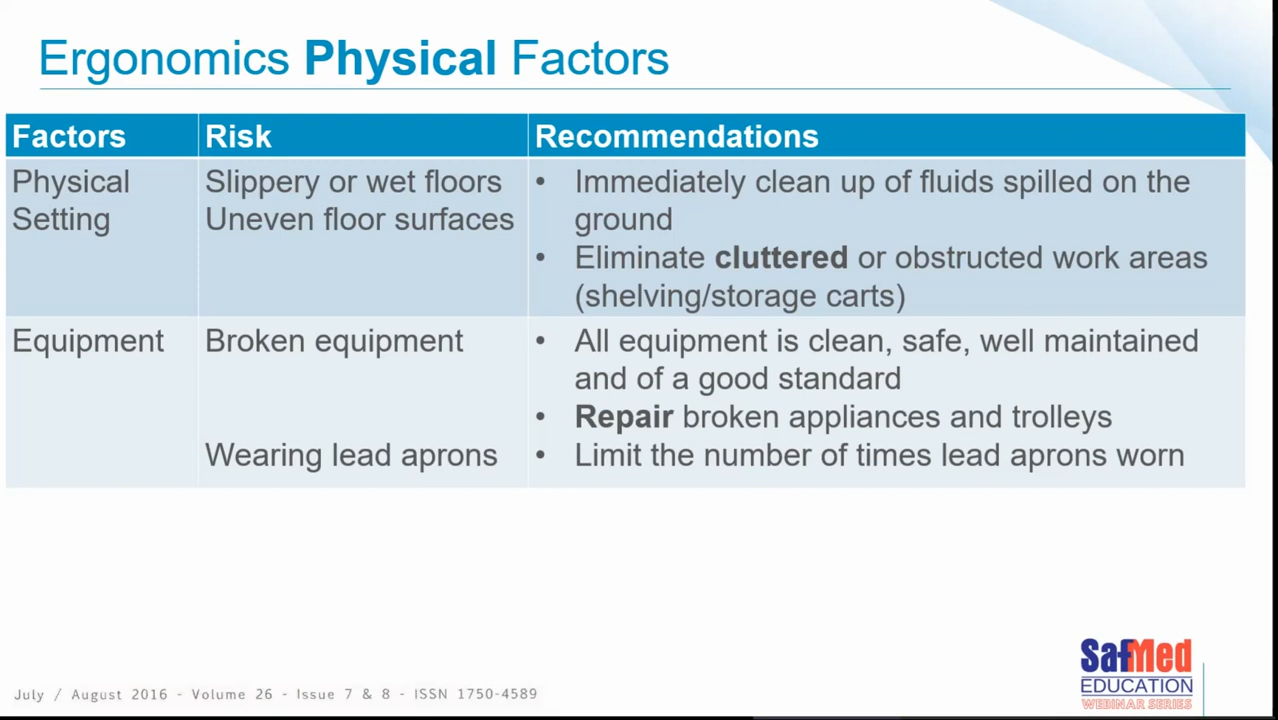 Ergonomics Physical Factors
Factors
Risk
Recommendations
Physical
Setting
Slippery or wet floors
Uneven floor surfaces
• Immediately clean up of fluids spilled on the
ground
• Eliminate cluttered or obstructed work areas
(shelving/storage carts)
Equipment
Broken equipment
Wearing lead aprons
• All equipment is clean, safe, well maintained
and of a good standard
• Repair broken appliances and trolleys
• Limit the number of times lead aprons worn
July / August 2016 - Volume 26 - Issue 7 & 8 - ISSN 1750-4589
SafMed
EDUCATION
WEBINAR SERIES